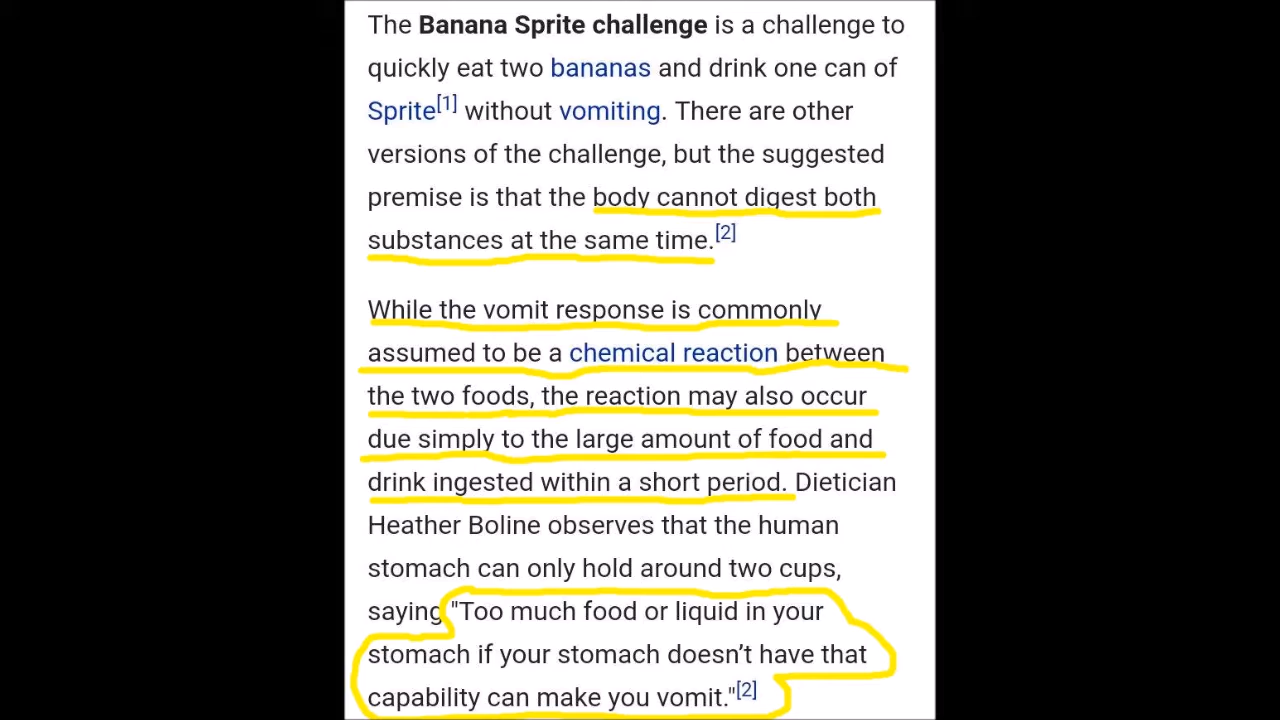 The Banana Sprite challenge is a challenge to
quickly eat two bananas and drink one can of
Sprite[1] without vomiting. There are other
versions of the challenge, but the suggested
premise is that the body cannot digest both
substances at the same time.[2]
While the vomit response is commonly
assumed to be a chemical reaction between
the two foods, the reaction may also occur
due simply to the large amount of food and
drink ingested within a short period. Dietician
Heather Boline observes that the human
stomach can only hold around two cups,
saying "Too much food or liquid in your
stomach if your stomach doesn’t have that
capability can make you vomit."[2]